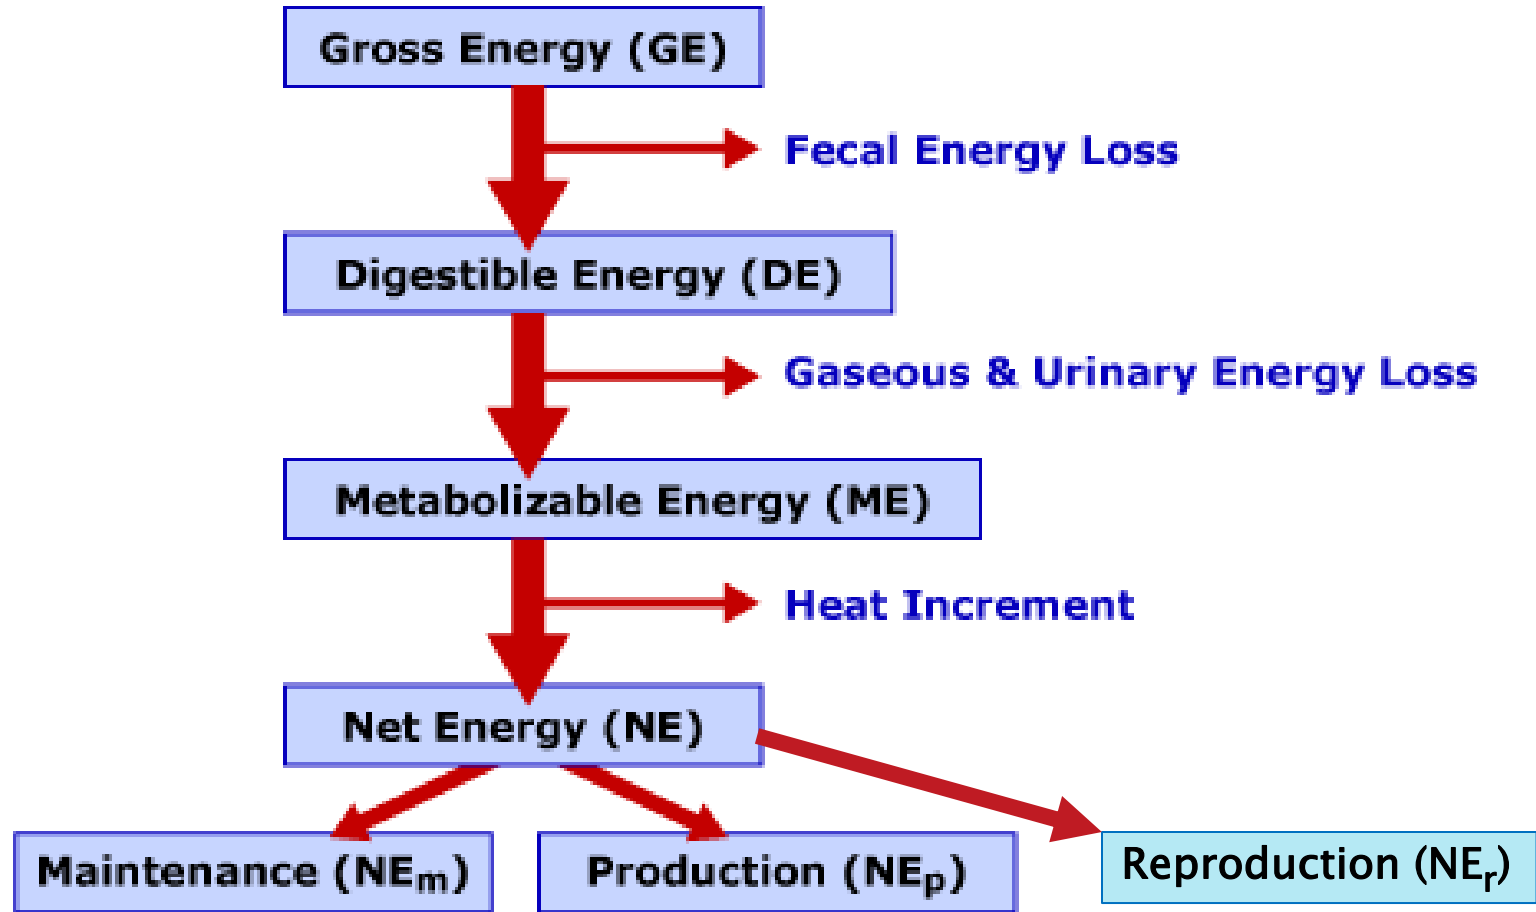 Gross Energy (GE)
Fecal Energy Loss
Digestible Energy (DE)
Gaseous & Urinary Energy Loss
Metabolizable Energy (ME)
Heat Increment
Net Energy (NE)
Maintenance (NEm)
Production (NEp)
Reproduction (NEr)